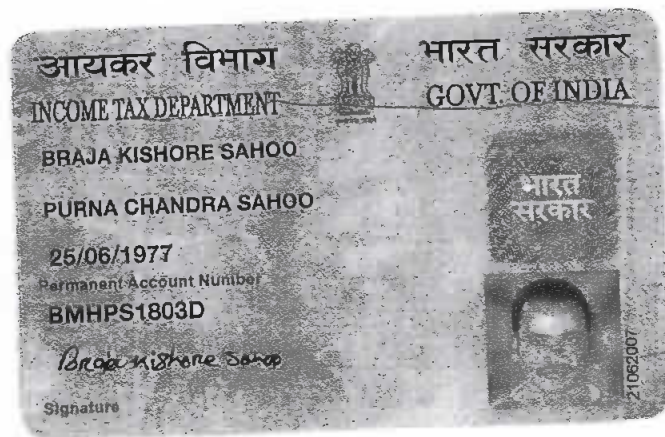 आयकर विभाग
भारत सरकार
INCOME TAX DEPARTMENT
GOVT. OF INDIA
BRAJA KISHORE SAHOO
PURNA CHANDRA SAHOO
भारत
सरकार
25/06/1977
Permanent Account Number
BMHPS1803D
Braja Kishore Sahoo
Signature
21062007